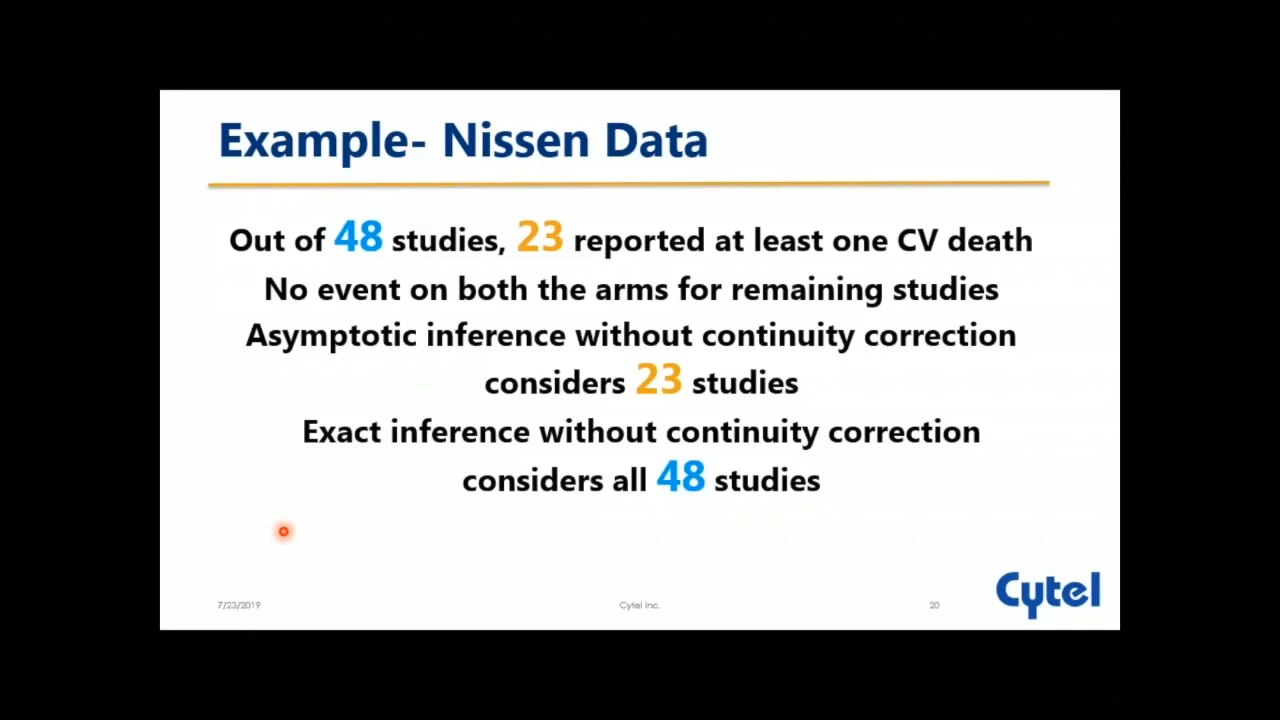 Example- Nissen Data
Out of 48 studies, 23 reported at least one CV death
No event on both the arms for remaining studies
Asymptotic inference without continuity correction
considers 23 studies
Exact inference without continuity correction
considers all 48 studies
7/23/2019
Cytel Inc.
20
Cytel